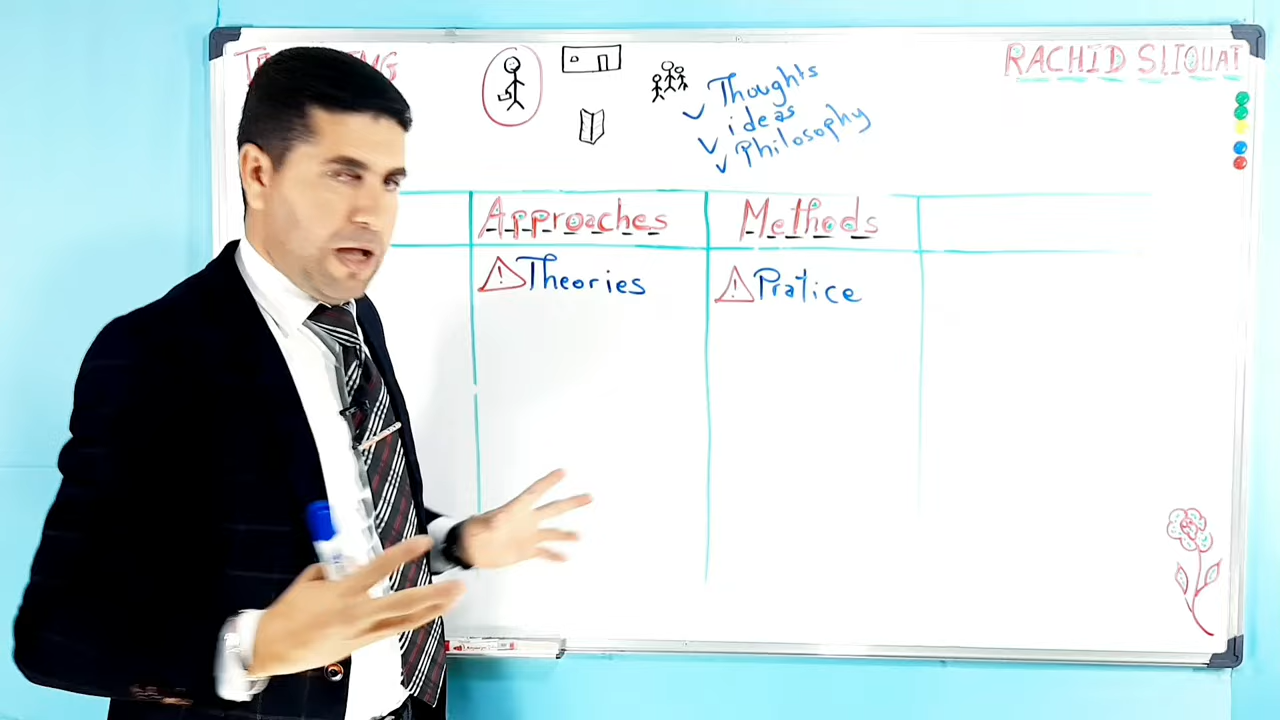 RACHID SLIQUAT
Thoughts
ideas
Philosophy
Approaches
Methods
Theories
Pratice